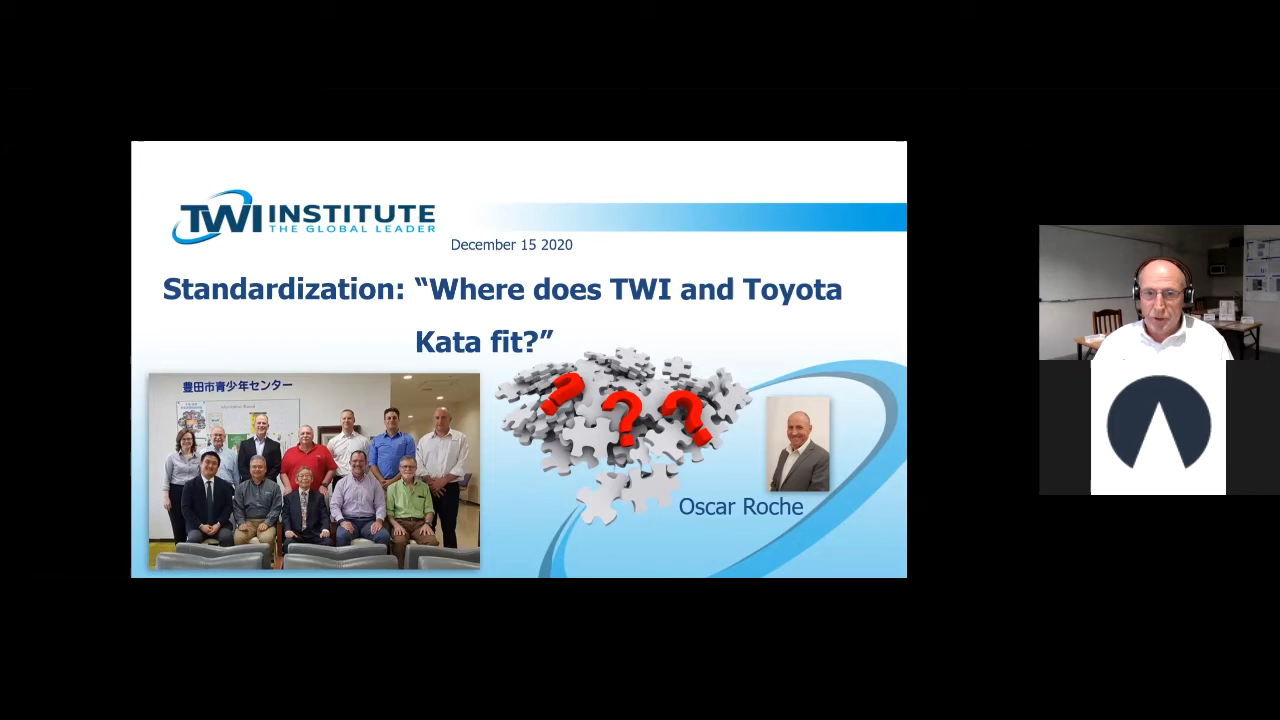 TWI INSTITUTE
THE GLOBAL LEADER
December 15 2020
Standardization: “Where does TWI and Toyota
Kata fit?”
豊田市青少年センター
? ? ?
Oscar Roche